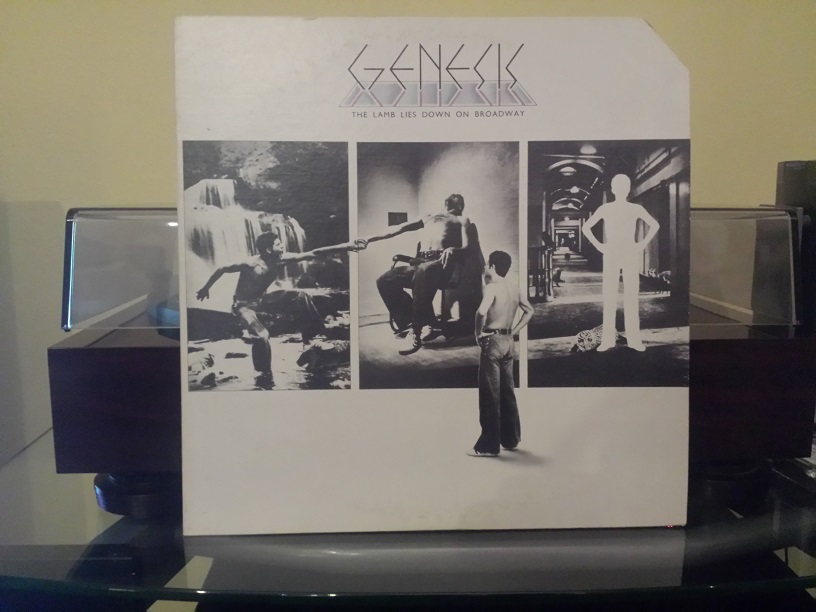 GENESIS
THE LAMB LIES DOWN ON BROADWAY